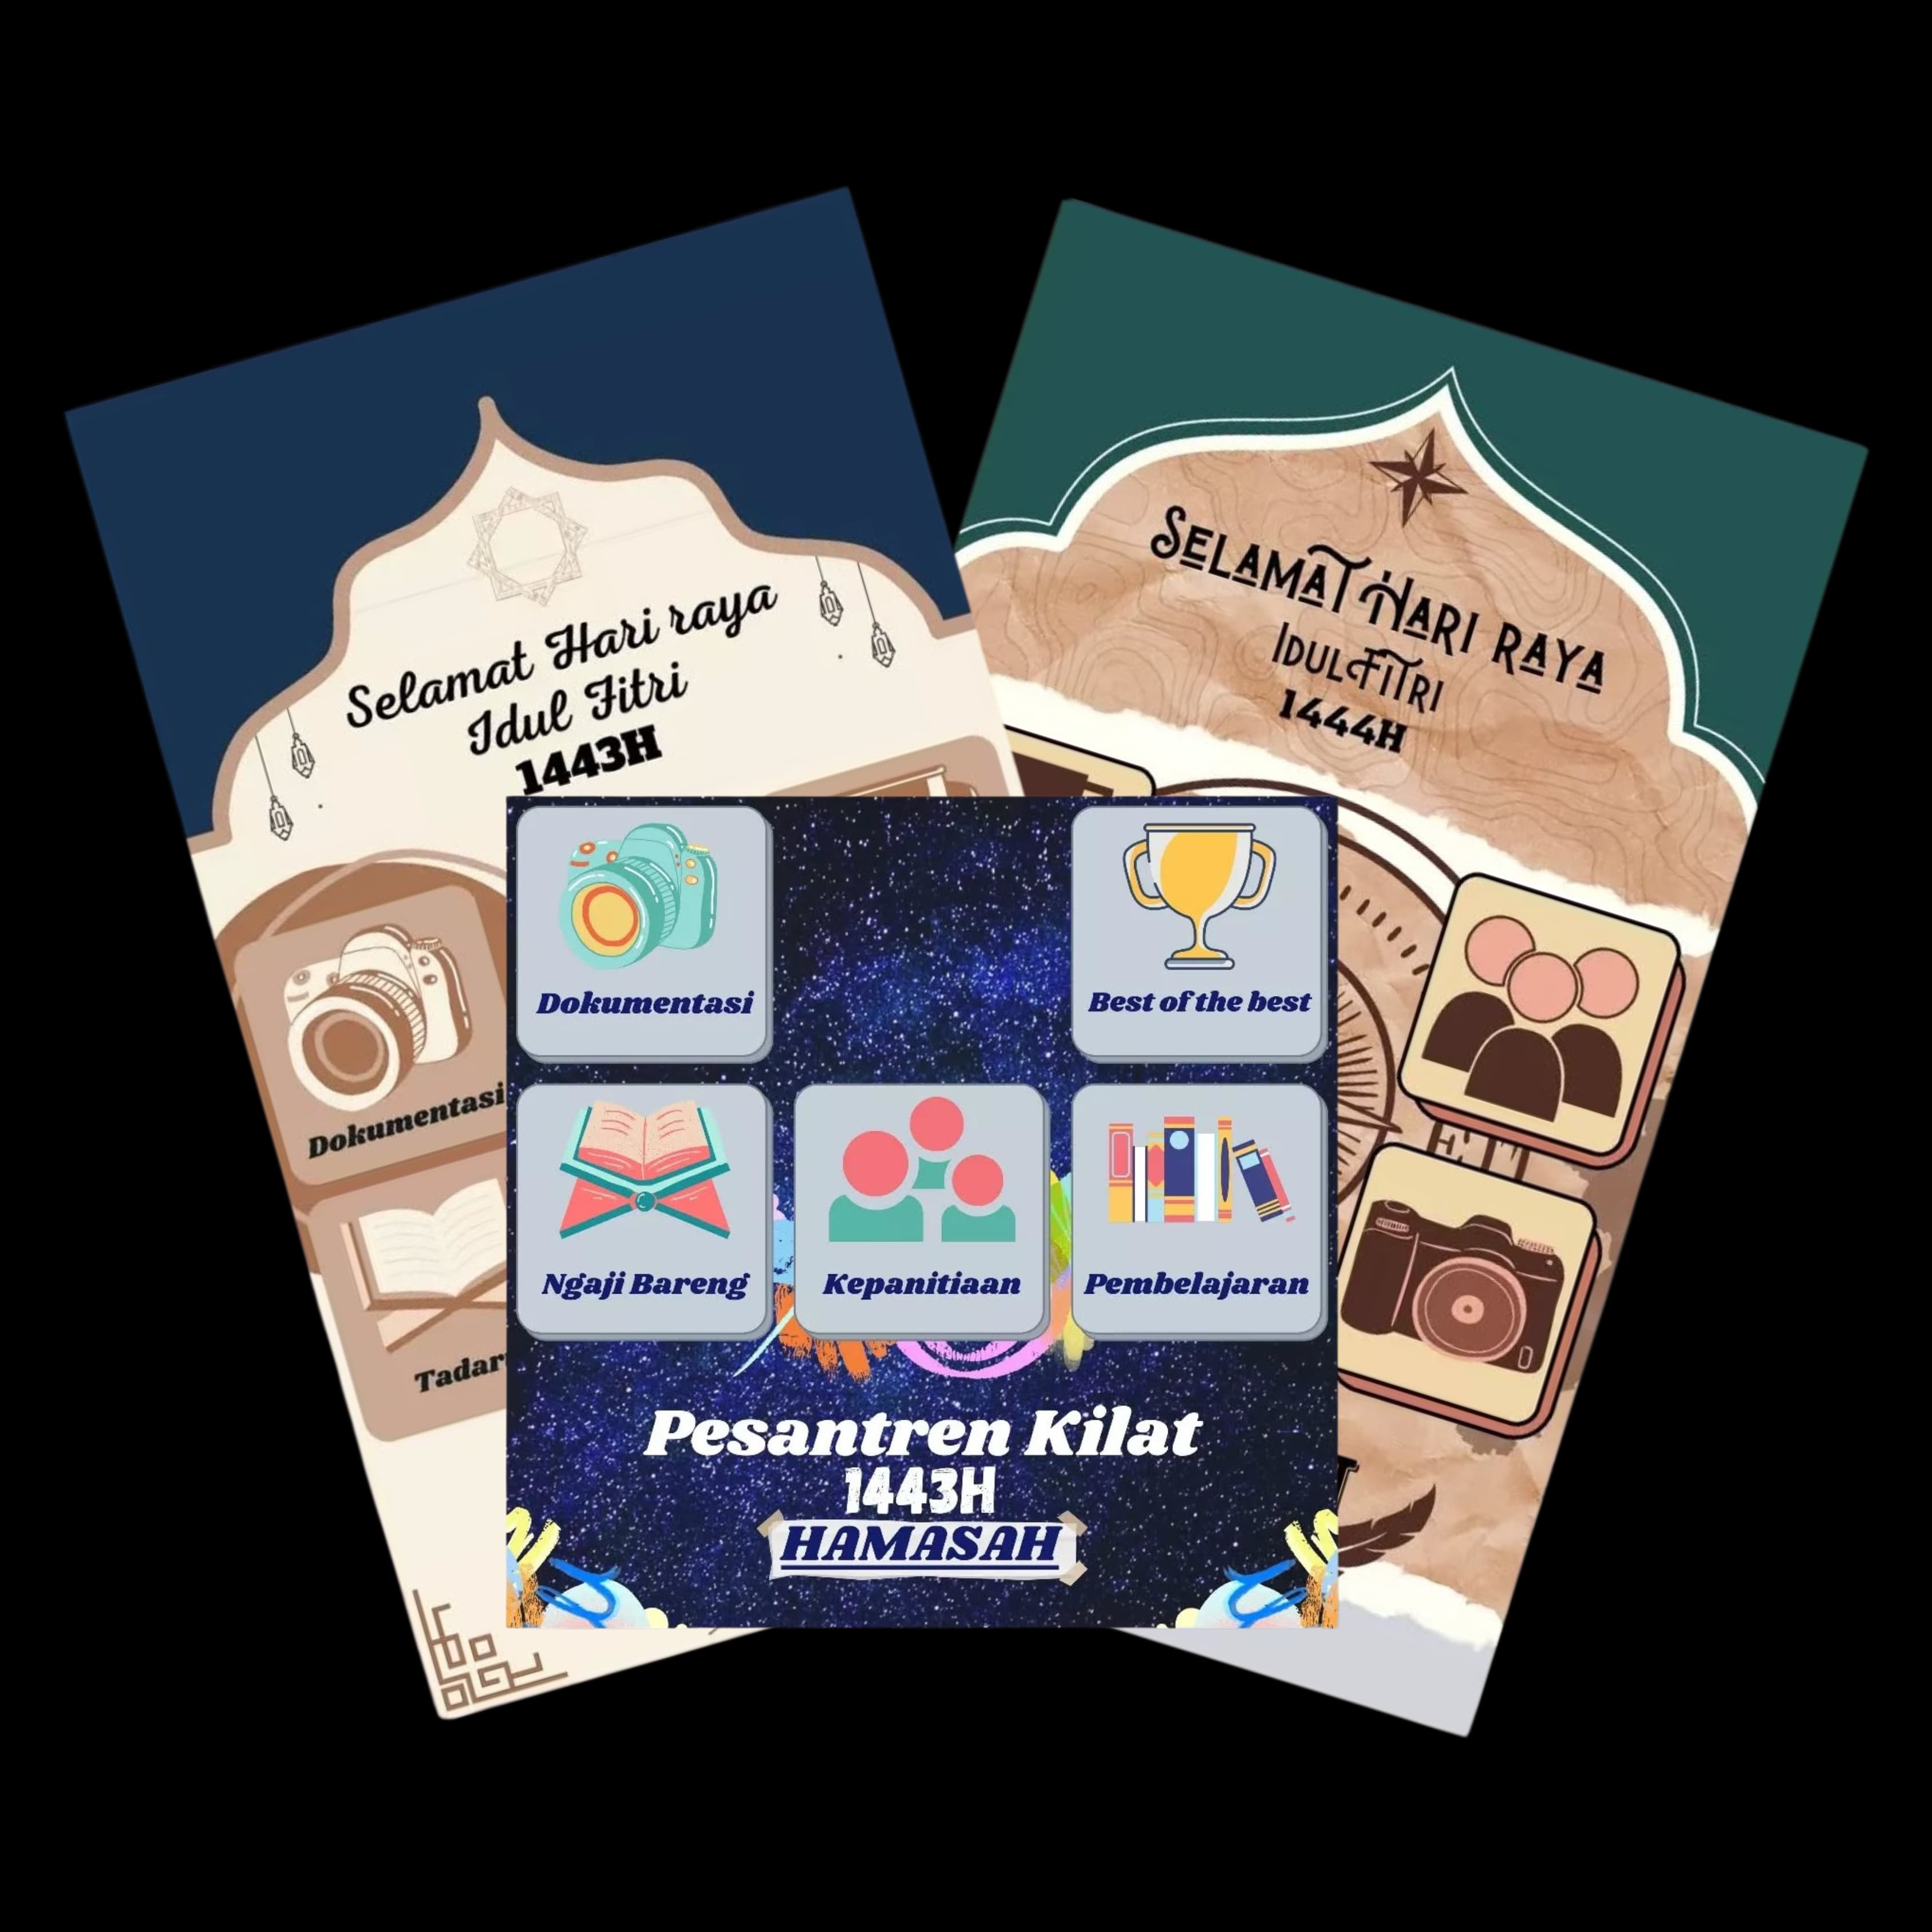 Selamat Hari raya
Idul Fitri
1443H
Dokumentasi
SELAMAT HARI RAYA
IDUL FITRI
1444H
Dokumentasi
Best of the best
Ngaji Bareng
Kepanitiaan
Pembelajaran
Pesantren Kilat
1443H
HAMASAH